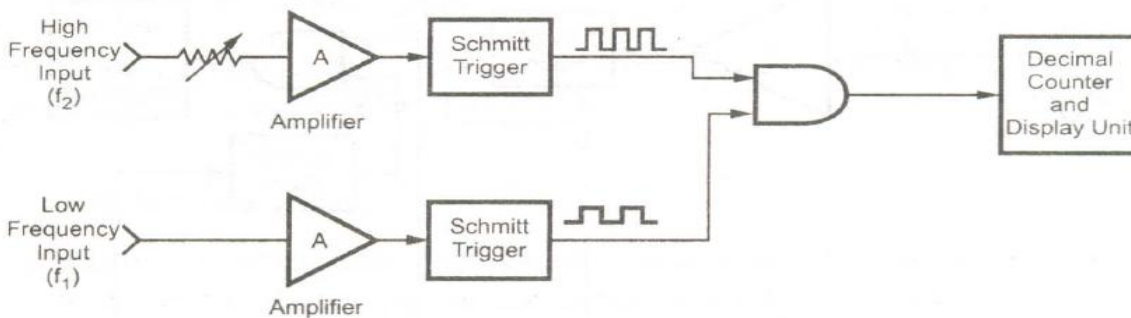 High
Frequency
Input
(f₂)
A
Amplifier
Schmitt
Trigger
Decimal
Counter
and
Display Unit
Low
Frequency
Input
(f₁)
A
Amplifier
Schmitt
Trigger